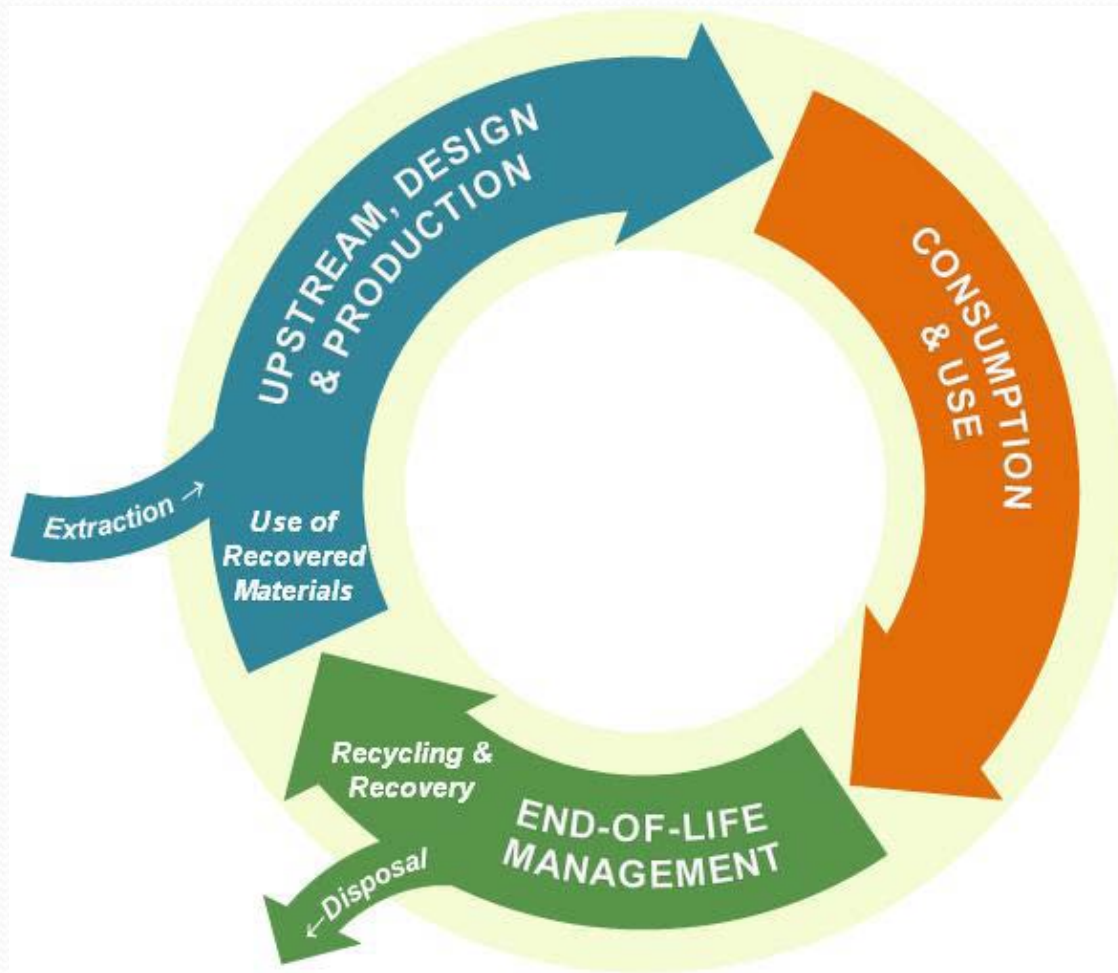 UPSTREAM, DESIGN
& PRODUCTION
CONSUMPTION
& USE
Extraction →
Use of
Recovered
Materials
Recycling &
Recovery
END-OF-LIFE
MANAGEMENT
←Disposal